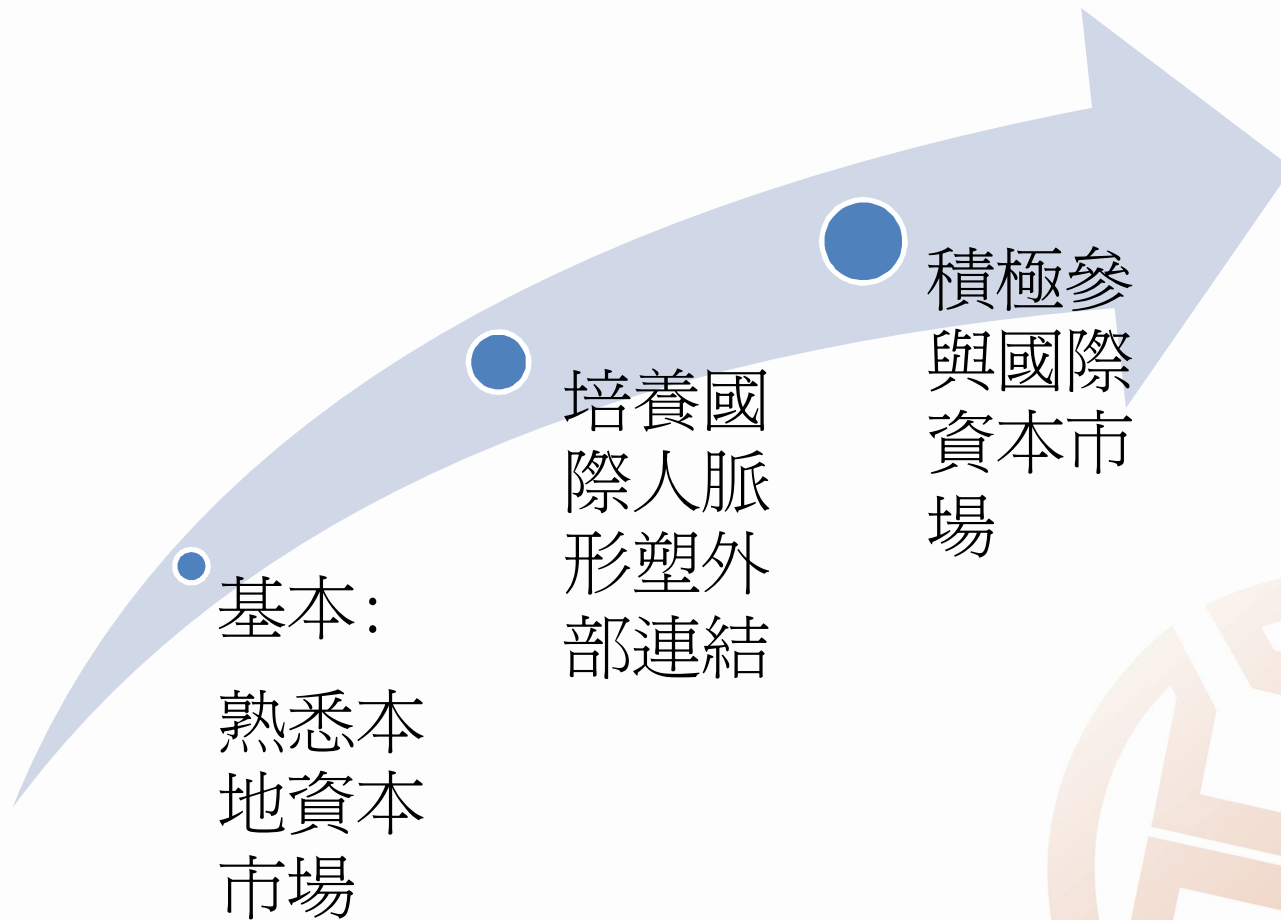 基本:
熟悉本
地資本
市場
培養國
際人脈
形塑外
部連結
積極參
與國際
資本市
場